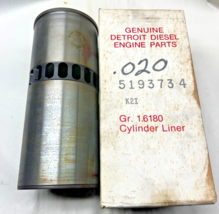 GENUINE
DETROIT DIESEL
ENGINE PARTS
.020
5193734
K2I
Gr. 1.6180
Cylinder Liner